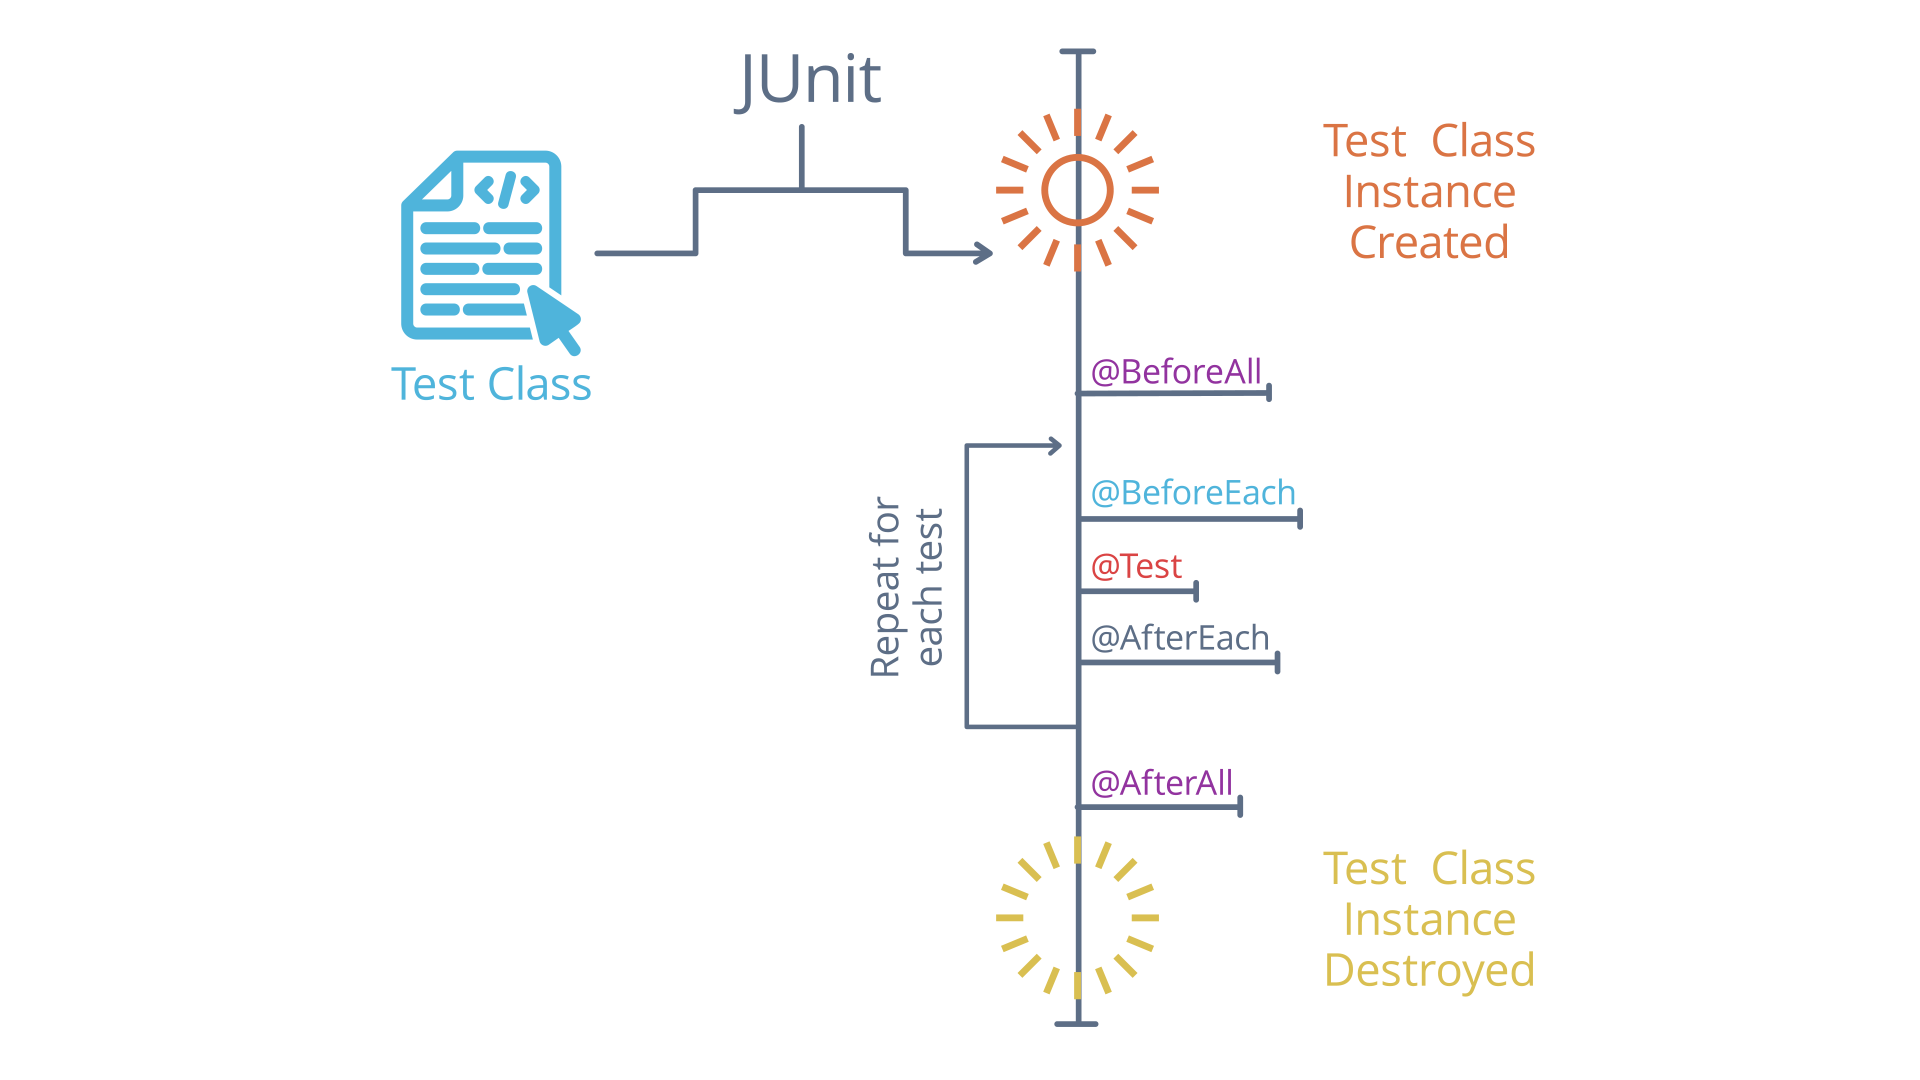 JUnit
</>
Test Class
Test Class
Instance
Created
@BeforeAll
Repeat for
each test
@BeforeEach
@Test
@AfterEach
@AfterAll
Test Class
Instance
Destroyed